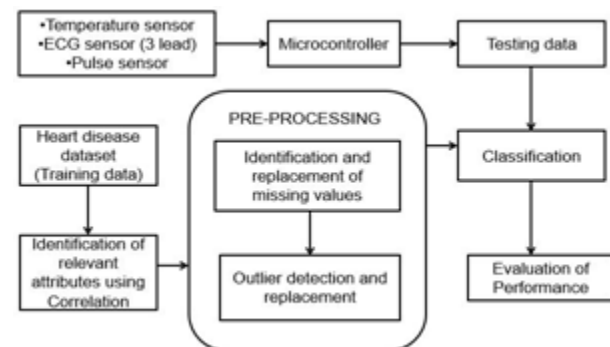 •Temperature sensor
•ECG sensor (3 lead)
•Pulse sensor
Microcontroller
Testing data
PRE-PROCESSING
Heart disease
dataset
(Training data)
Identification and
replacement of
missing values
Classification
Identification of
relevant
attributes using
Correlation
Outlier detection and
replacement
Evaluation of
Performance